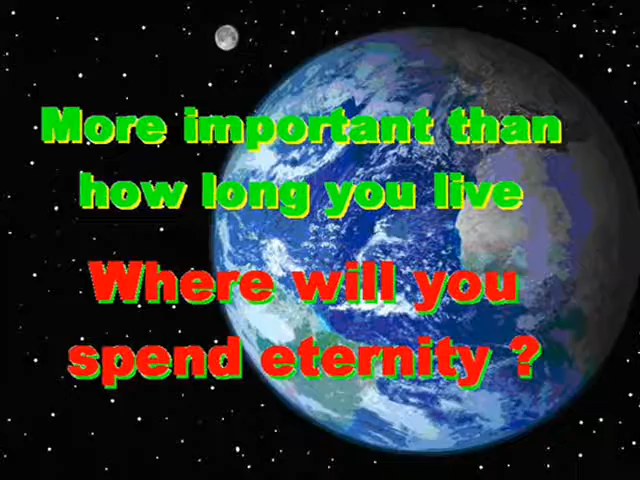 More important than
how long you live
Where will you
spend eternity ?